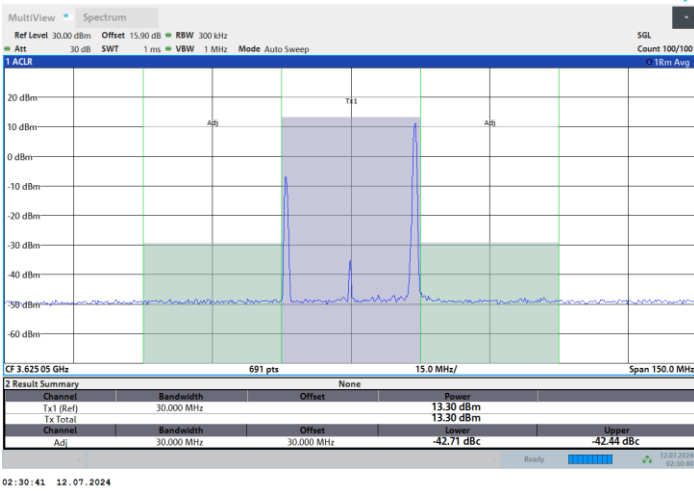 MultiView Spectrum
Ref Level 30.00 dBm Offset 15.90 dB RBW 300 kHz SGL
Att 30 dB SWT 1 ms VBW 1 MHz Mode Auto Sweep Count 100/100
1 ACLR 1Rm Avg
20 dBm
Tx1
10 dBm Adj Adj
0 dBm
-10 dBm
-20 dBm
-30 dBm
-40 dBm
-50 dBm
-60 dBm
CF 3.625 05 GHz 691 pts 15.0 MHz/ Span 150.0 MHz
2 Result Summary None
Channel Bandwidth Offset Power
Tx1 (Ref) 30.000 MHz 13.30 dBm
Tx Total 13.30 dBm
Channel Bandwidth Offset Lower Upper
Adj 30.000 MHz 30.000 MHz -42.71 dBc -42.44 dBc
Ready 12.07.2024
02:30:40
02:30:41 12.07.2024